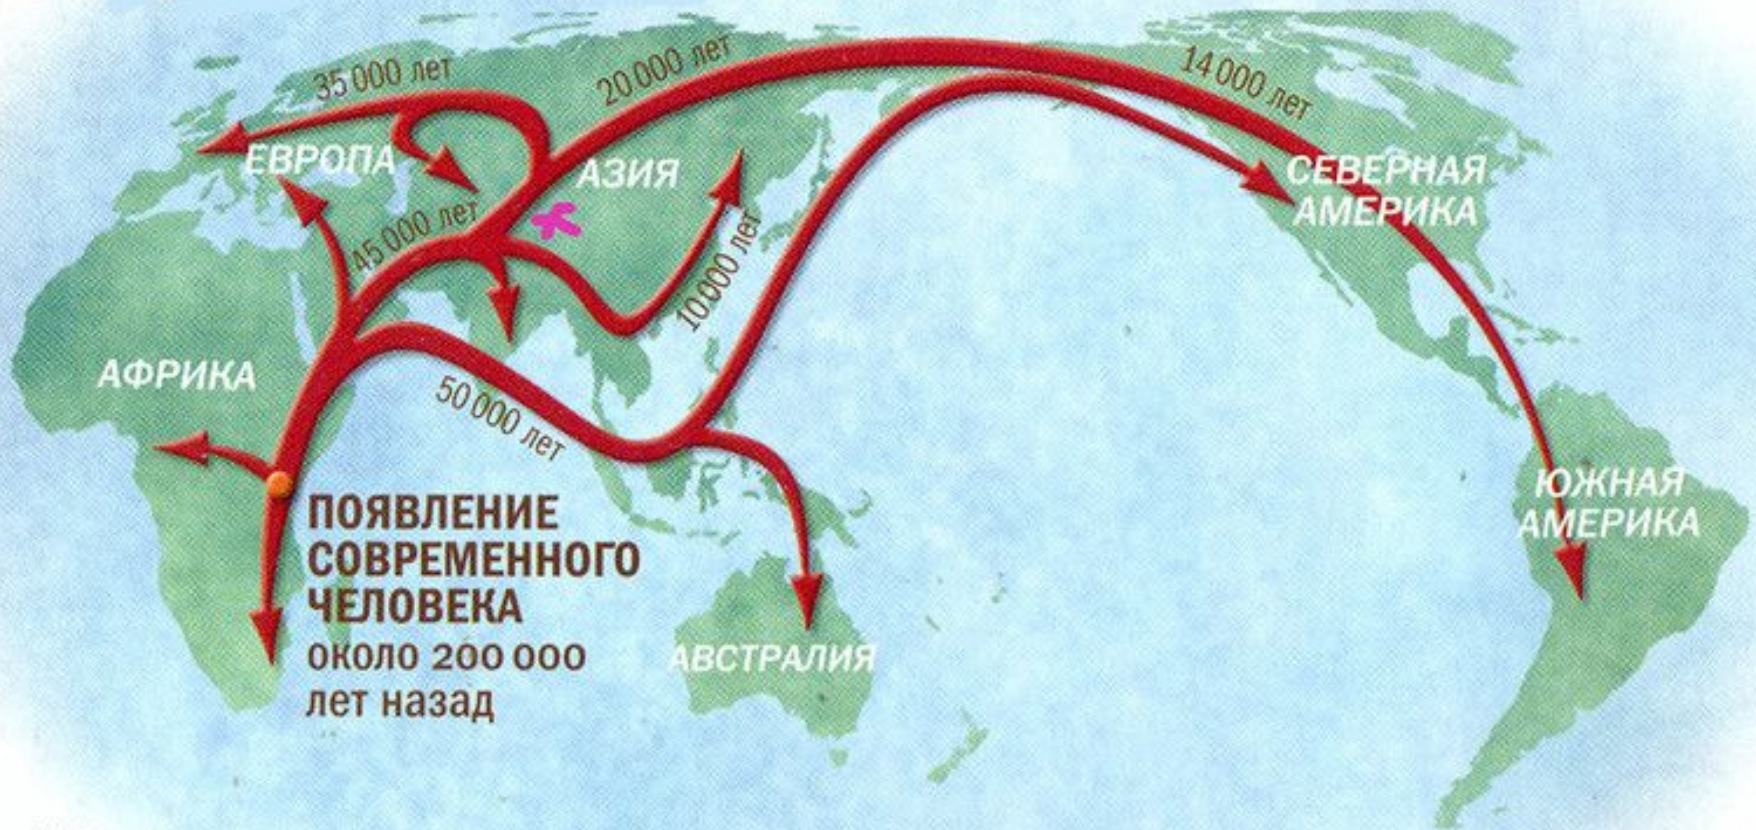 35 000 лет
20 000 лет
14 000 лет
ЕВРОПА
АЗИЯ
СЕВЕРНАЯ
АМЕРИКА
45 000 лет
10 000 лет
АФРИКА
50 000 лет
ЮЖНАЯ
АМЕРИКА
ПОЯВЛЕНИЕ
СОВРЕМЕННОГО
ЧЕЛОВЕКА
ОКОЛО 200 000
лет назад
АВСТРАЛИЯ